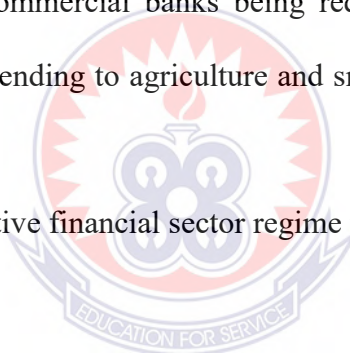 ommercial banks being
ending to agriculture and
tive financial sector regime
EDUCATION FOR SERVICE